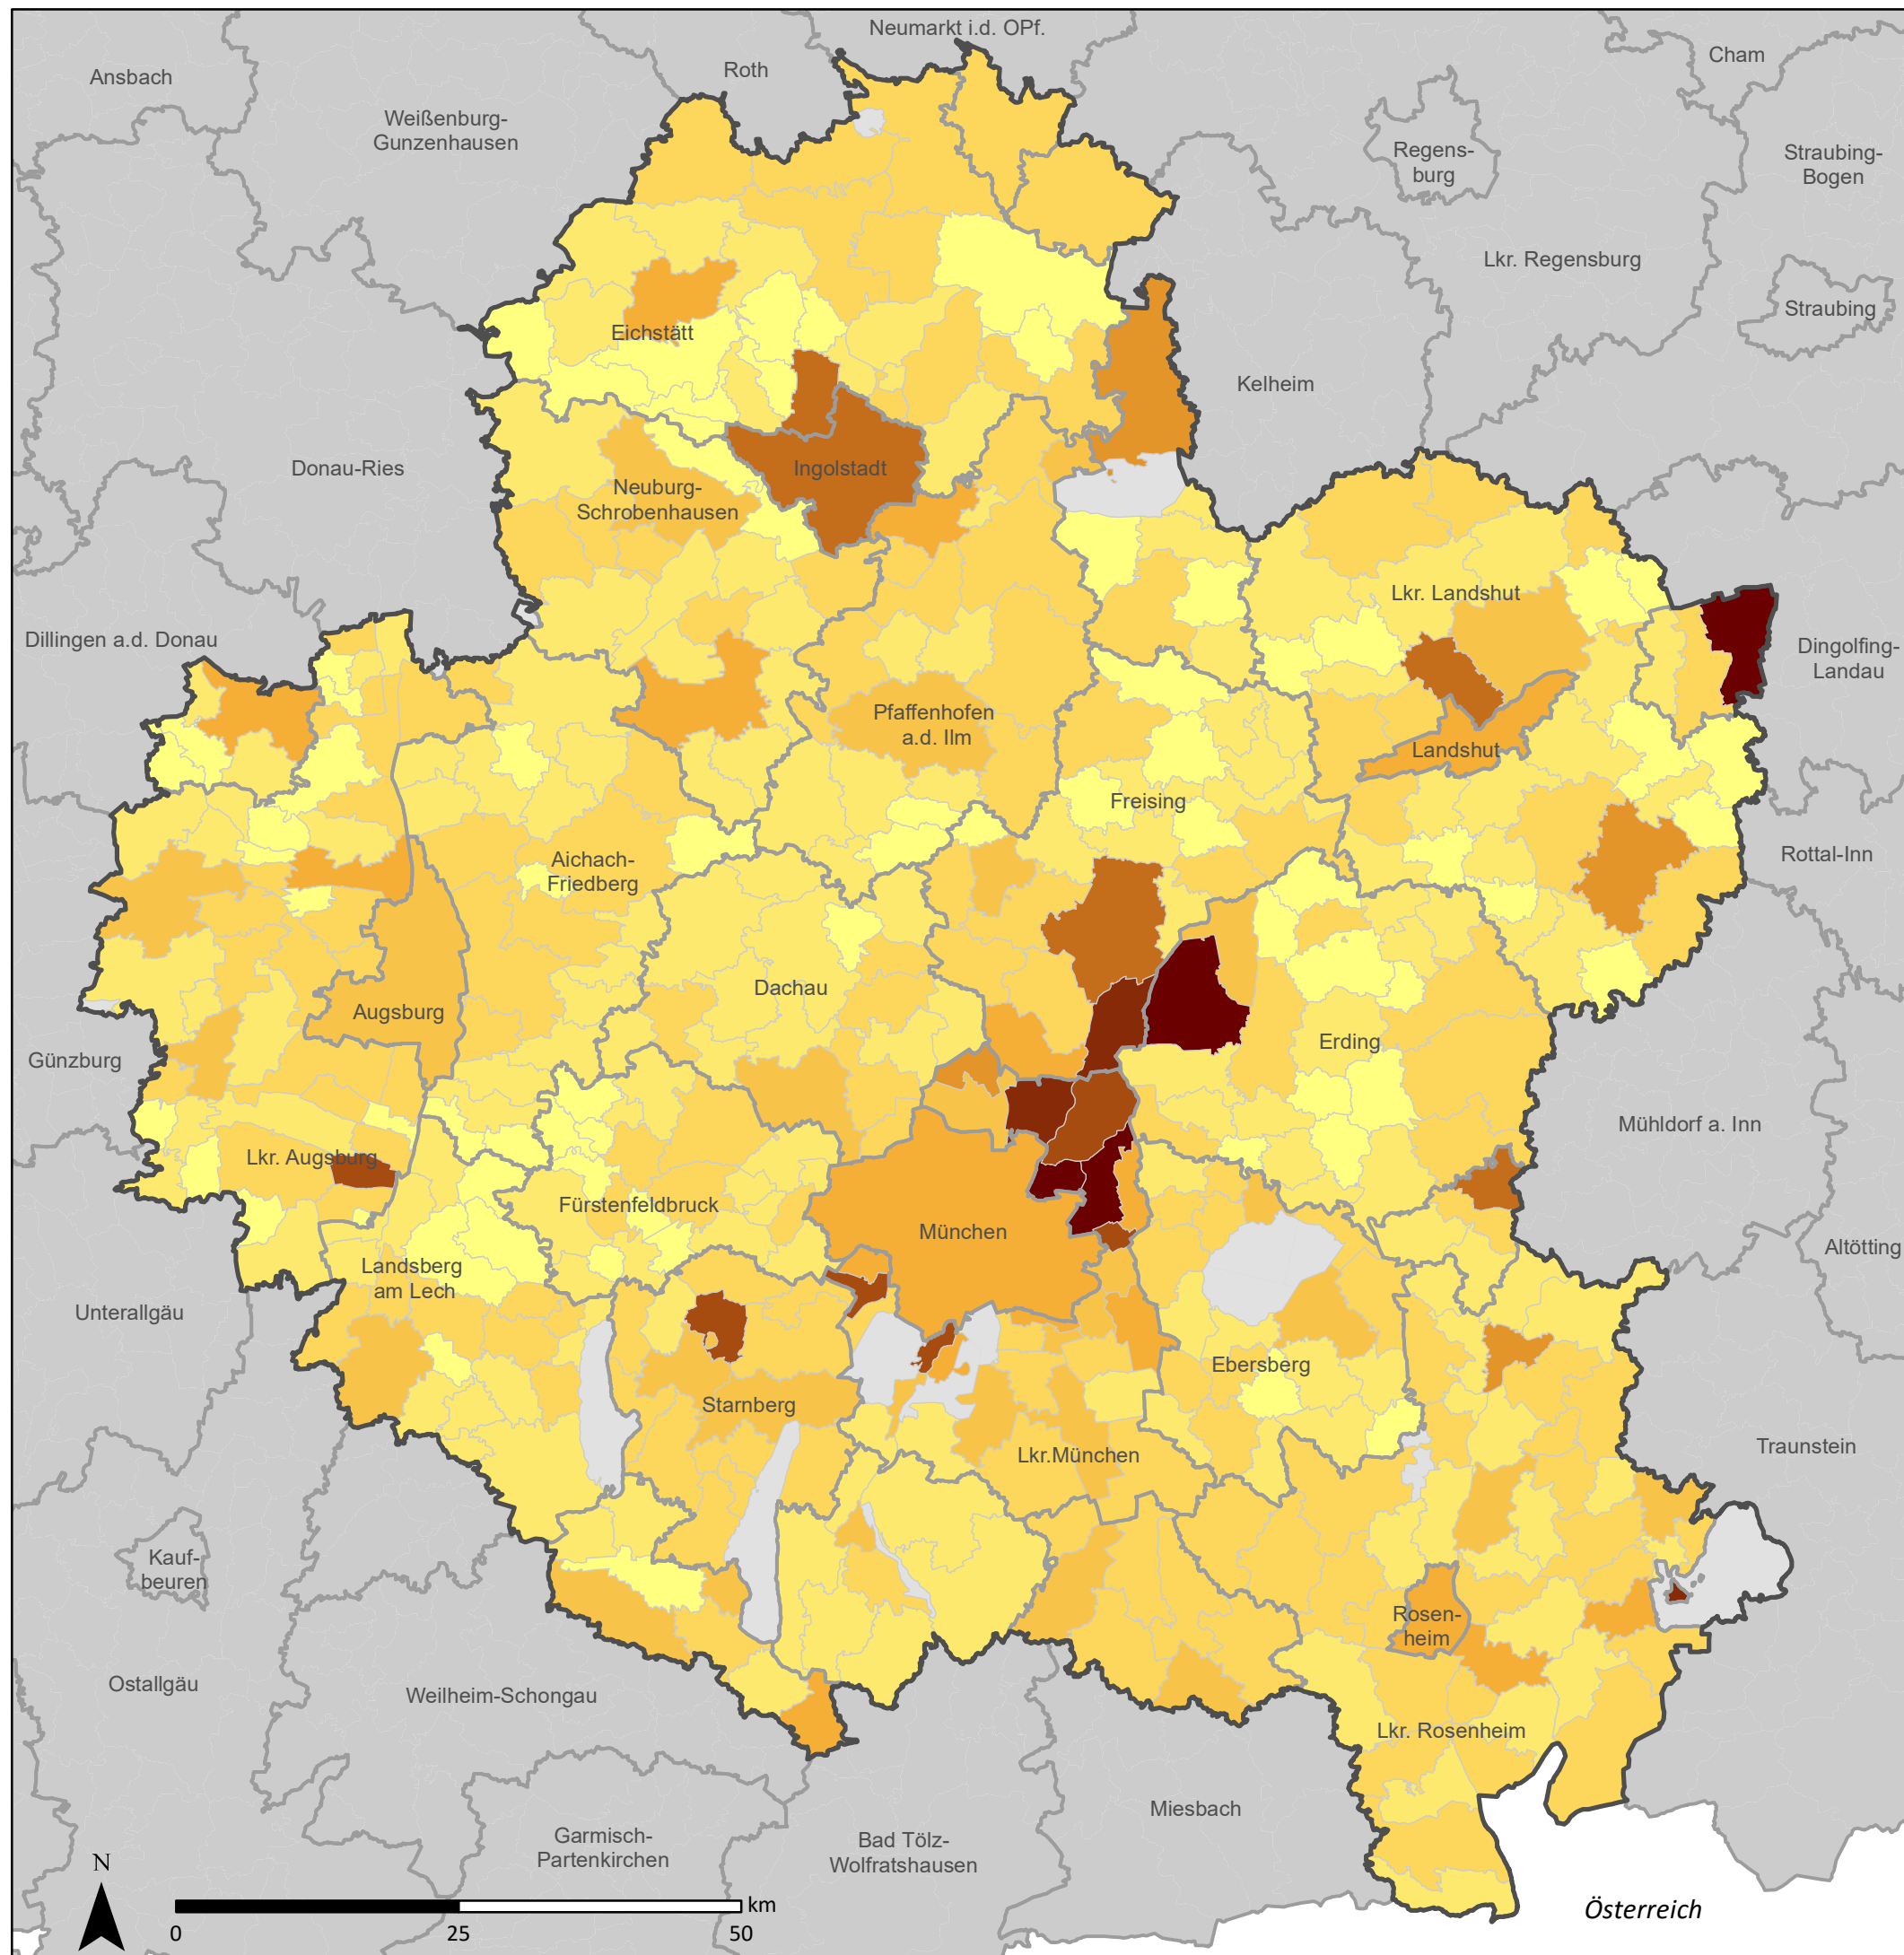 Neumarkt i.d. OPf.
Cham
Roth
Ansbach
Weißenburg-
Gunzenhausen
Regens-
burg
Straubing-
Bogen
Lkr. Regensburg
Straubing
Eichstätt
Kelheim
Donau-Ries
Ingolstadt
Neuburg-
Schrobenhausen
Lkr. Landshut
Dillingen a.d. Donau
Dingolfing-
Landau
Pfaffenhofen
a.d. Ilm
Landshut
Freising
Aichach-
Friedberg
Rottal-Inn
Dachau
Augsburg
Erding
Günzburg
Mühldorf a. Inn
Lkr. Augsburg
Fürstenfeldbruck
München
Altötting
Landsberg
am Lech
Unterallgäu
Ebersberg
Starnberg
Lkr.München
Traunstein
Kauf-
beuren
Rosen-
heim
Ostallgäu
Weilheim-Schongau
Lkr. Rosenheim
Miesbach
Garmisch-
Partenkirchen
Bad Tölz-
Wolfratshausen
N
km
Österreich
0
25
50